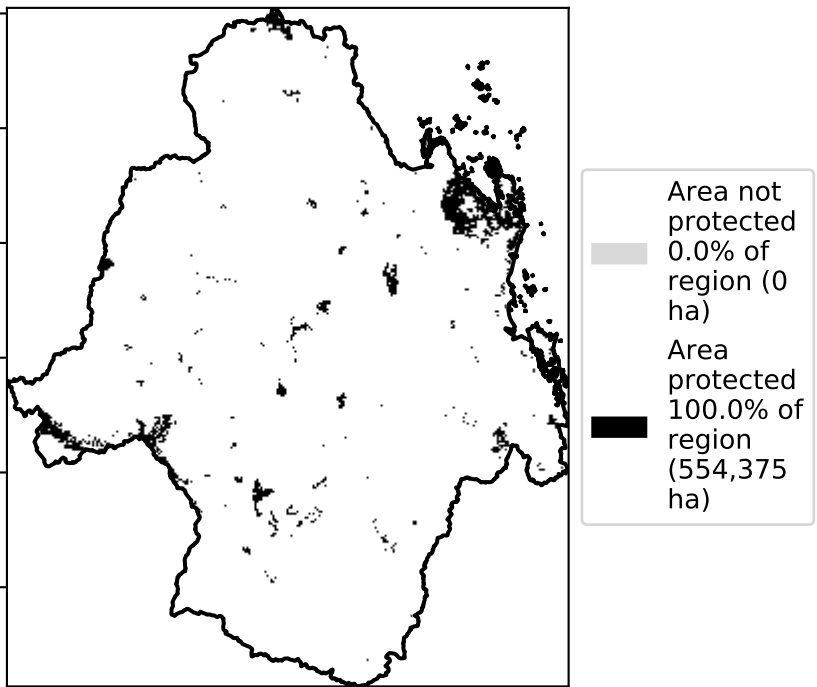 Area not
protected
0.0% of
region (0
ha)
Area
protected
100.0% of
region
(554,375
ha)